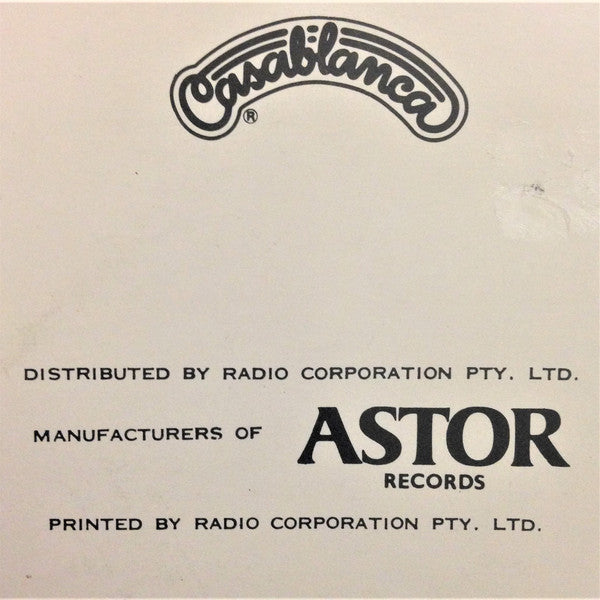 Casablanca
®
DISTRIBUTED BY RADIO CORPORATION PTY. LTD.
MANUFACTURERS OF ASTOR
RECORDS
PRINTED BY RADIO CORPORATION PTY. LTD.